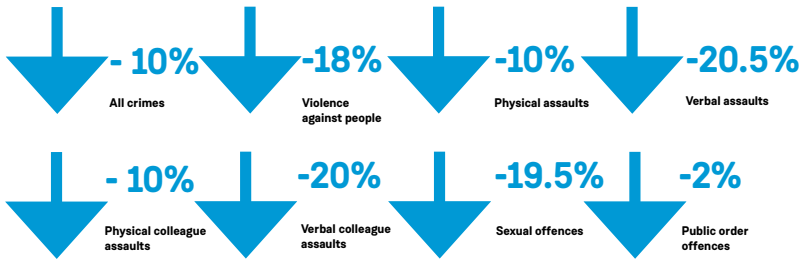 - 10%
All crimes
-18%
Violence
against people
-10%
Physical assaults
-20.5%
Verbal assaults
- 10%
Physical colleague
assaults
-20%
Verbal colleague
assaults
-19.5%
Sexual offences
-2%
Public order
offences